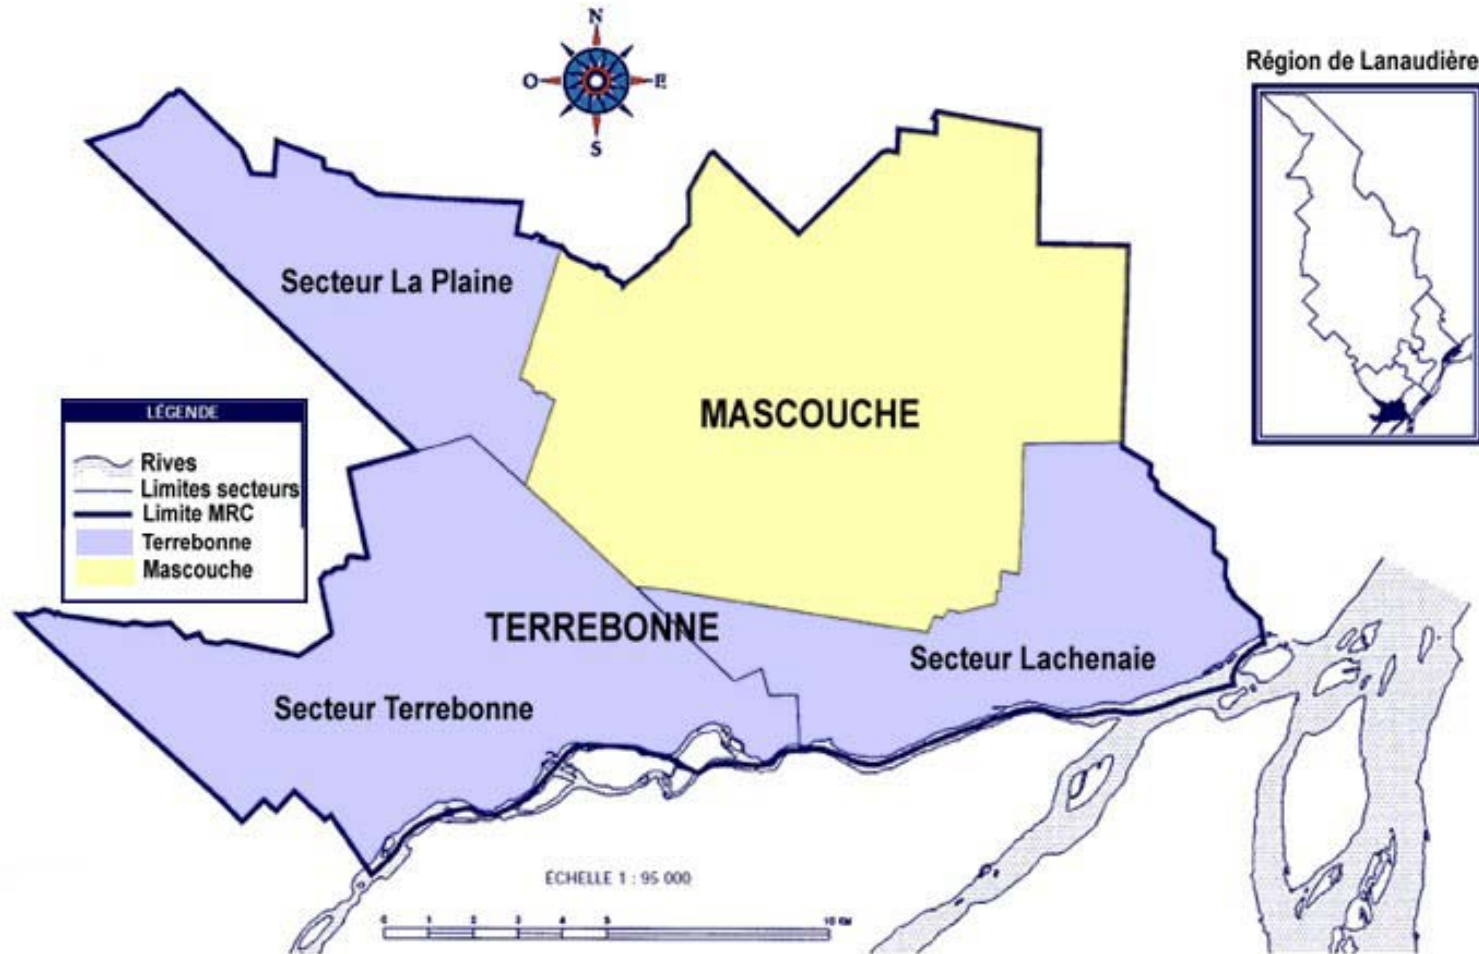 N
O
E
S
Région de Lanaudière
Secteur La Plaine
MASCOUCHE
LÉGENDE
Rives
Limites secteurs
Limite MRC
Terrebonne
Mascouche
TERREBONNE
Secteur Lachenaie
Secteur Terrebonne
ÉCHELLE 1 : 95 000
0 1 2 3 4 5 10 KM